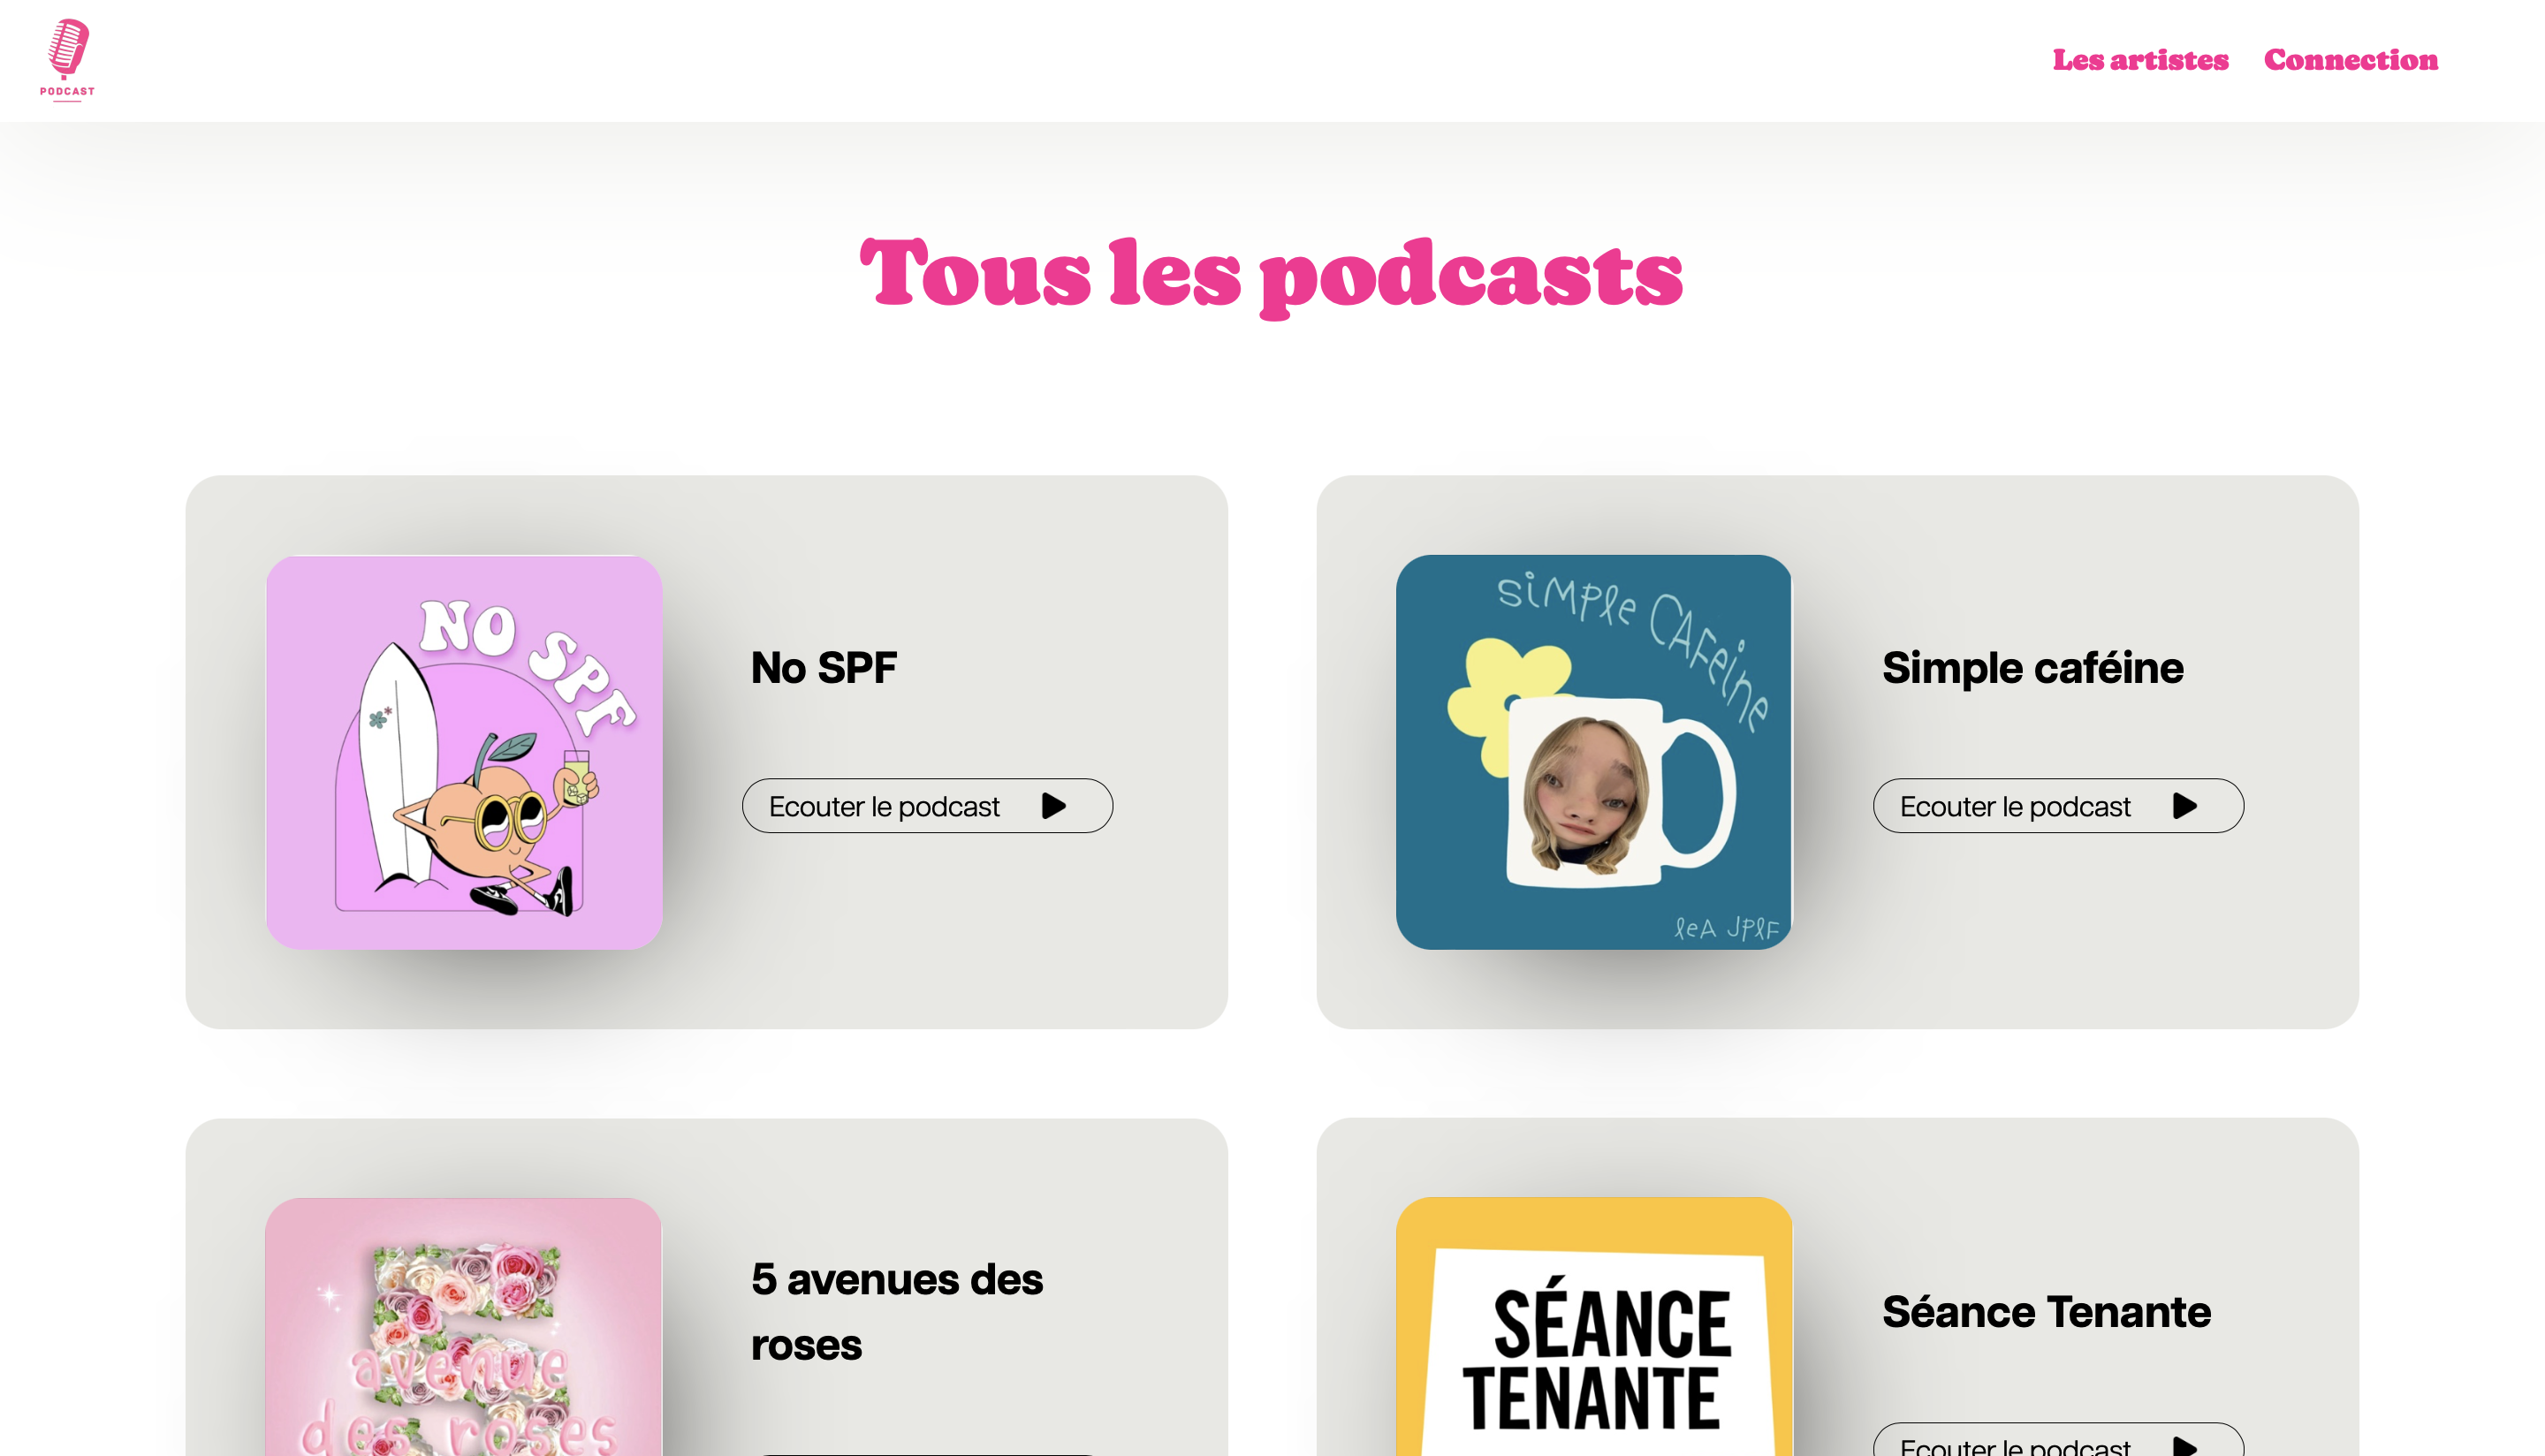 PODCAST
Les artistes
Connection
Tous les podcasts
NO SPF
No SPF
Ecouter le podcast
SiMPle CAFeine
leA JPlF
Simple caféine
Ecouter le podcast
5
avenue
des roses
5 avenues des
roses
SÉANCE
TENANTE
Séance Tenante
Ecouter le podcast